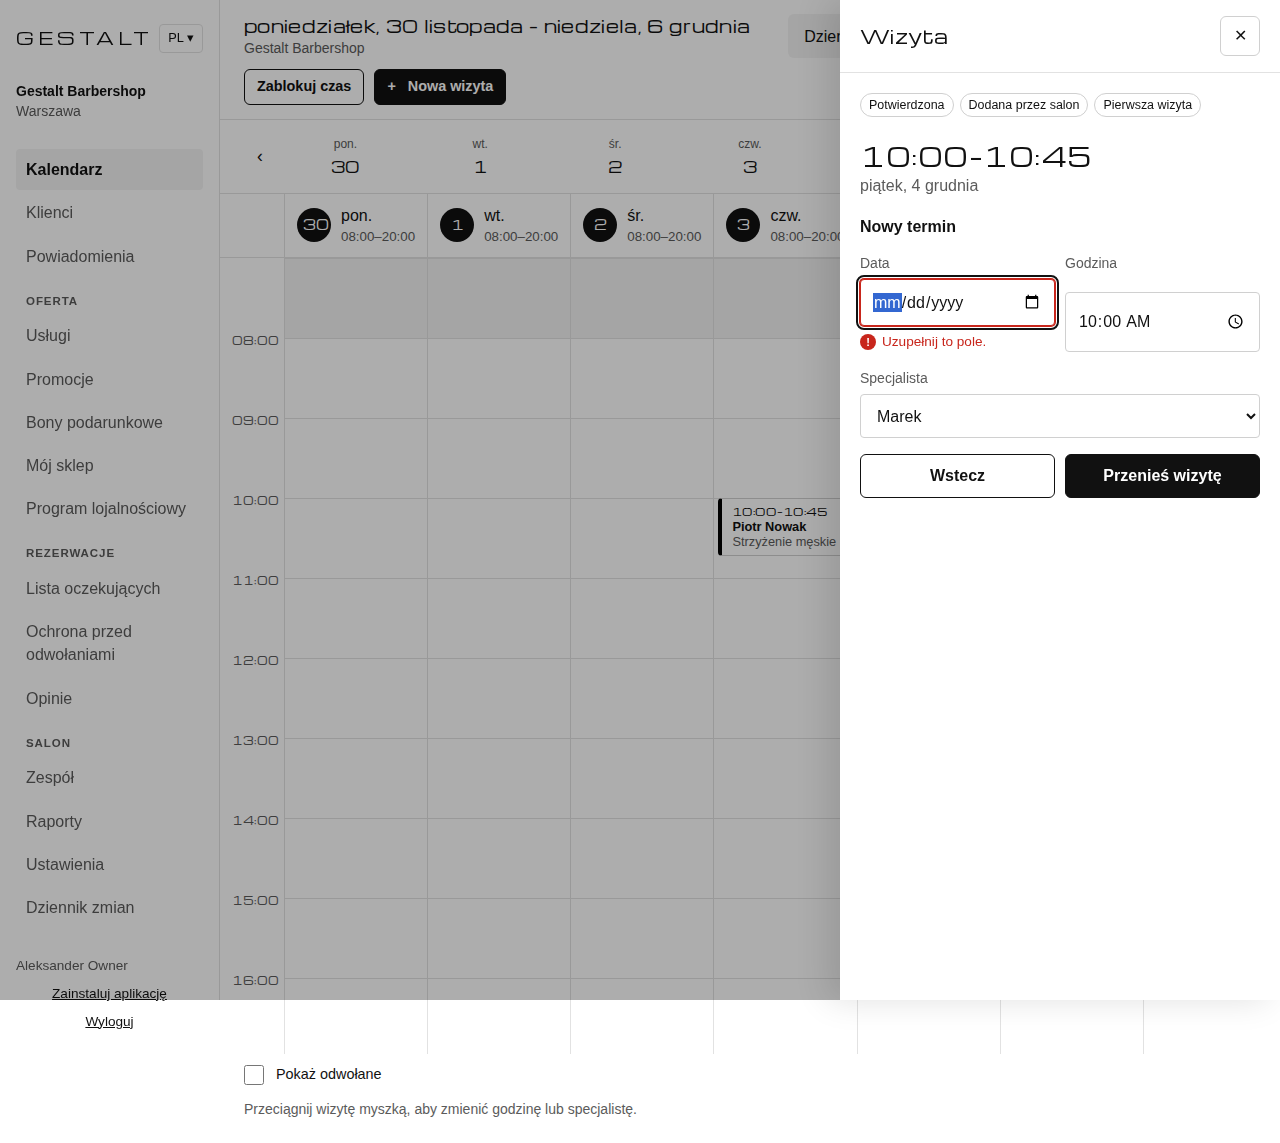 GESTALT
PL ▾
Gestalt Barbershop
Warszawa
Kalendarz
Klienci
Powiadomienia
OFERTA
Usługi
Promocje
Bony podarunkowe
Mój sklep
Program lojalnościowy
REZERWACJE
Lista oczekujących
Ochrona przed
odwołaniami
Opinie
SALON
Zespół
Raporty
Ustawienia
Dziennik zmian
Aleksander Owner
Zainstaluj aplikację
Wyloguj
poniedziałek, 30 listopada - niedziela, 6 grudnia
Gestalt Barbershop
Zablokuj czas
+ Nowa wizyta
‹
pon.
30
wt.
1
śr.
2
czw.
3
30 pon.
08:00–20:00
1 wt.
08:00–20:00
2 śr.
08:00–20:00
3 czw.
08:00–20:00
08:00
09:00
10:00
11:00
12:00
13:00
14:00
15:00
16:00
10:00-10:45
Piotr Nowak
Strzyżenie męskie
Pokaż odwołane
Przeciągnij wizytę myszką, aby zmienić godzinę lub specjalistę.
Wizyta
✕
Potwierdzona
Dodana przez salon
Pierwsza wizyta
10:00-10:45
piątek, 4 grudnia
Nowy termin
Data
Godzina
mm/dd/yyyy
10:00 AM
! Uzupełnij to pole.
Specjalista
Marek
Wstecz
Przenieś wizytę